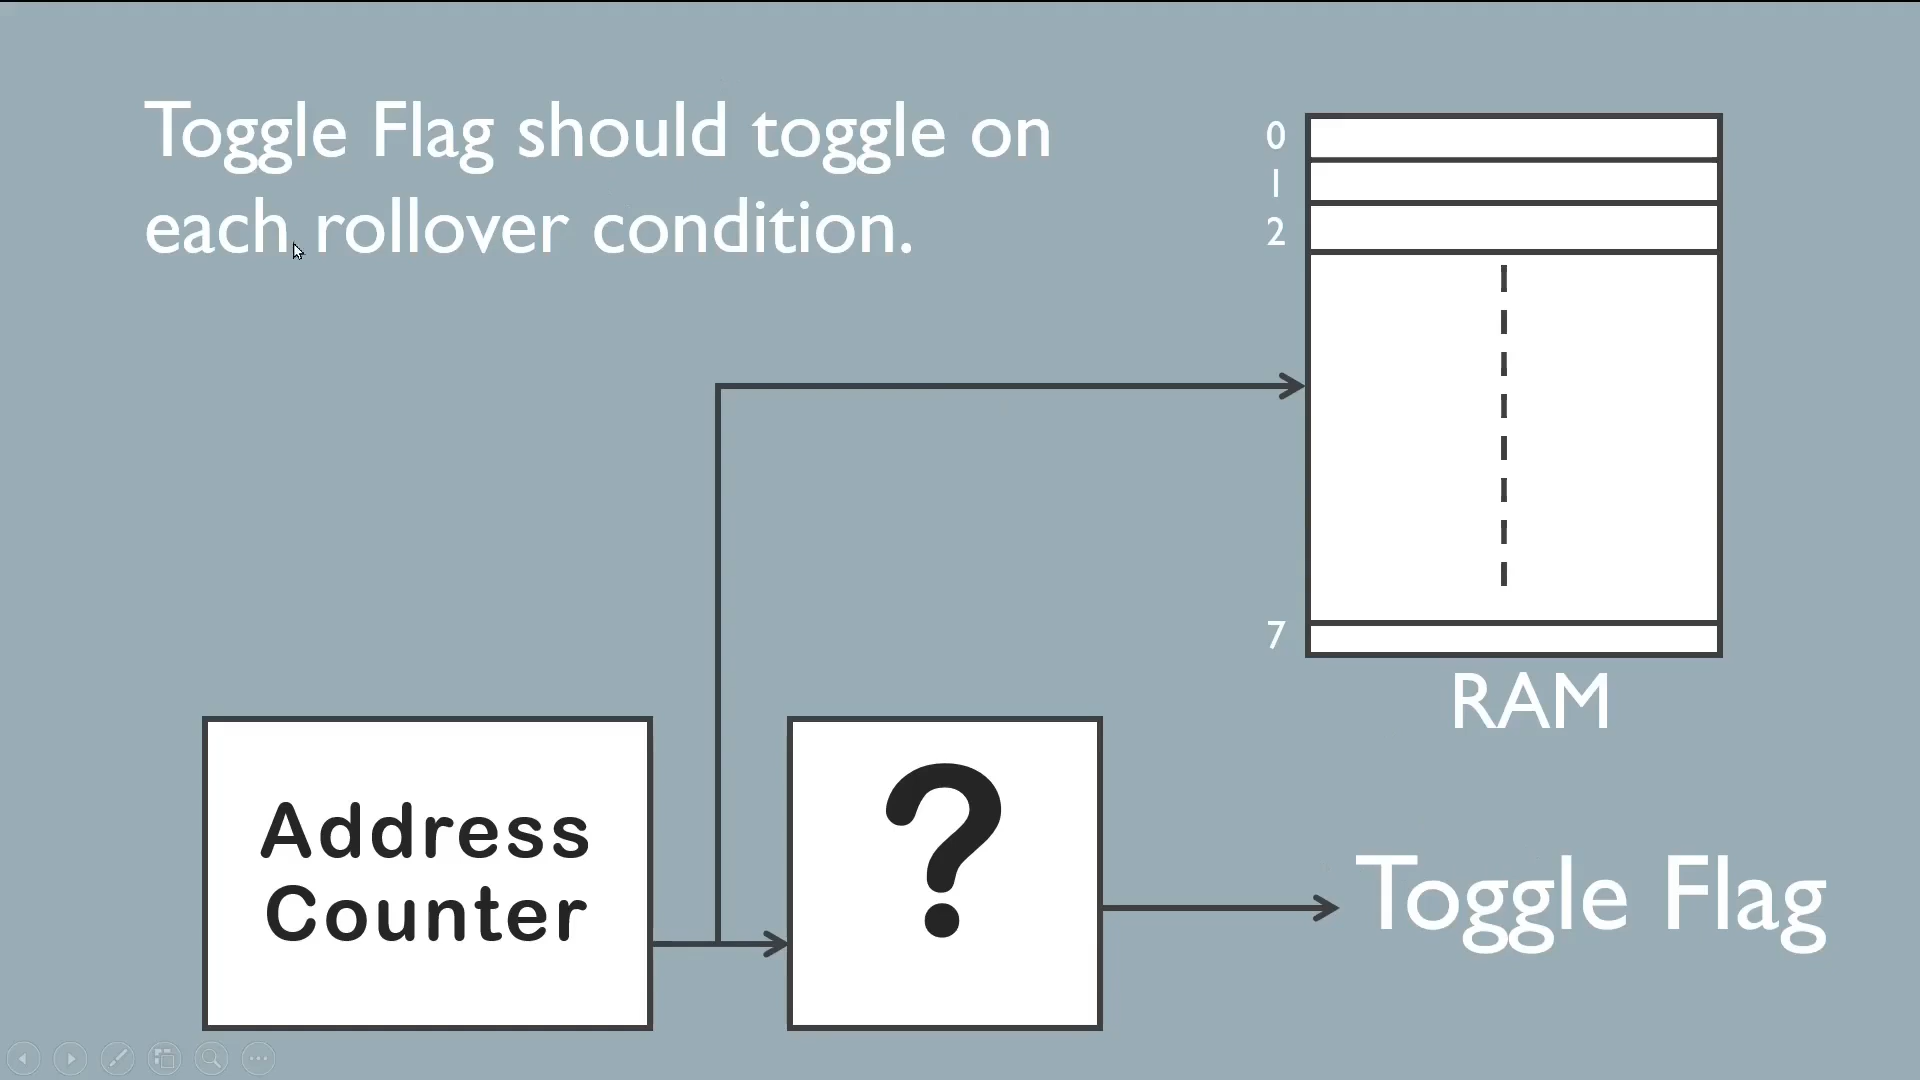 Toggle Flag should toggle on
each rollover condition.
0
1
2
7
RAM
Address
Counter
?
Toggle Flag